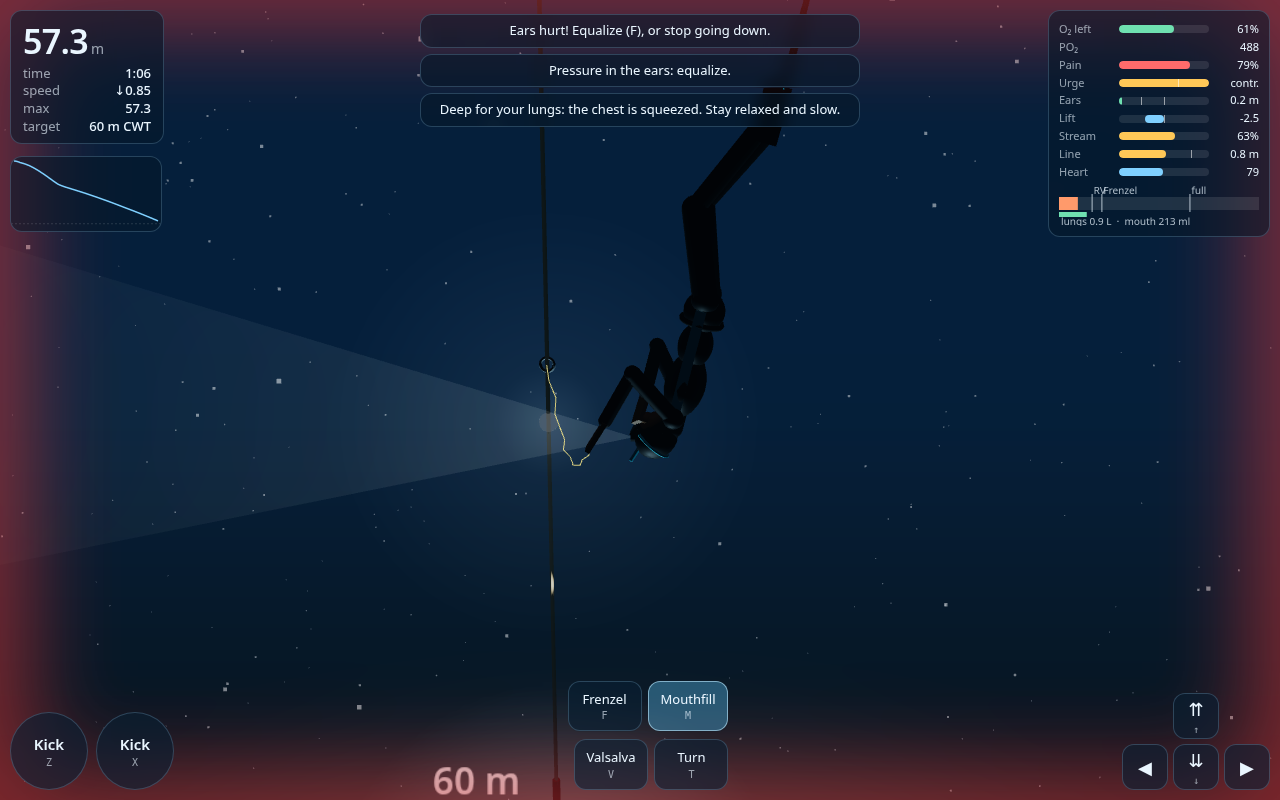 57.3 m
time 1:06
speed ↓0.85
max 57.3
target 60 m CWT
Ears hurt! Equalize (F), or stop going down.
Pressure in the ears: equalize.
Deep for your lungs: the chest is squeezed. Stay relaxed and slow.
O₂ left 61%
PO₂ 488
Pain 79%
Urge contr.
Ears 0.2 m
Lift -2.5
Stream 63%
Line 0.8 m
Heart 79
RV Frenzel full
lungs 0.9 L · mouth 213 ml
60 m
Kick
Z
Kick
X
Frenzel
F
Mouthfill
M
Valsalva
V
Turn
T
⇈
↑
◀
⇊
↓
▶